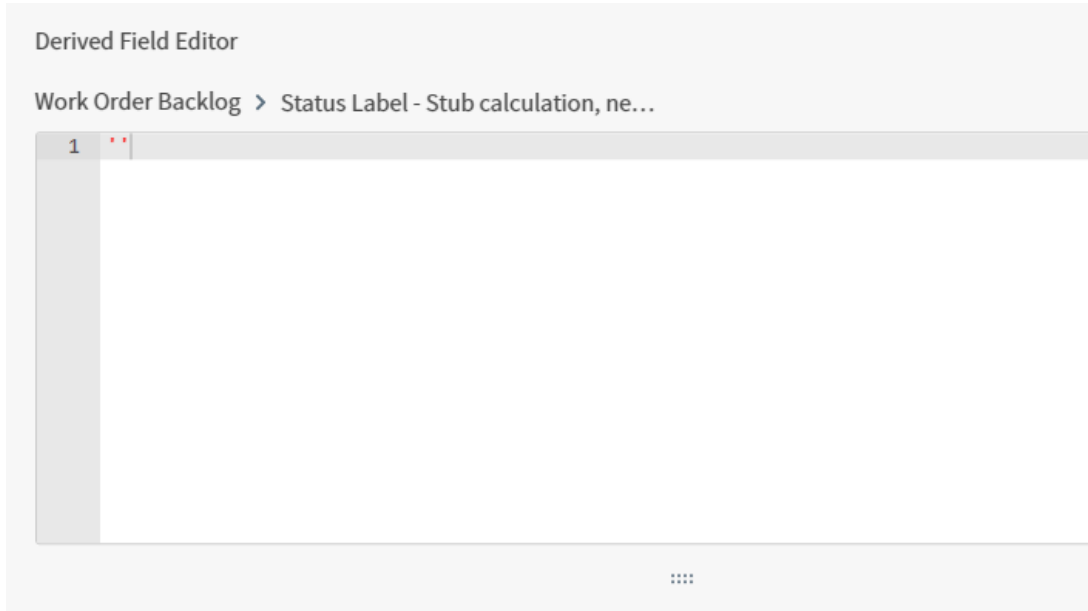 Derived Field Editor
Work Order Backlog > Status Label - Stub calculation, ne…
1 ''